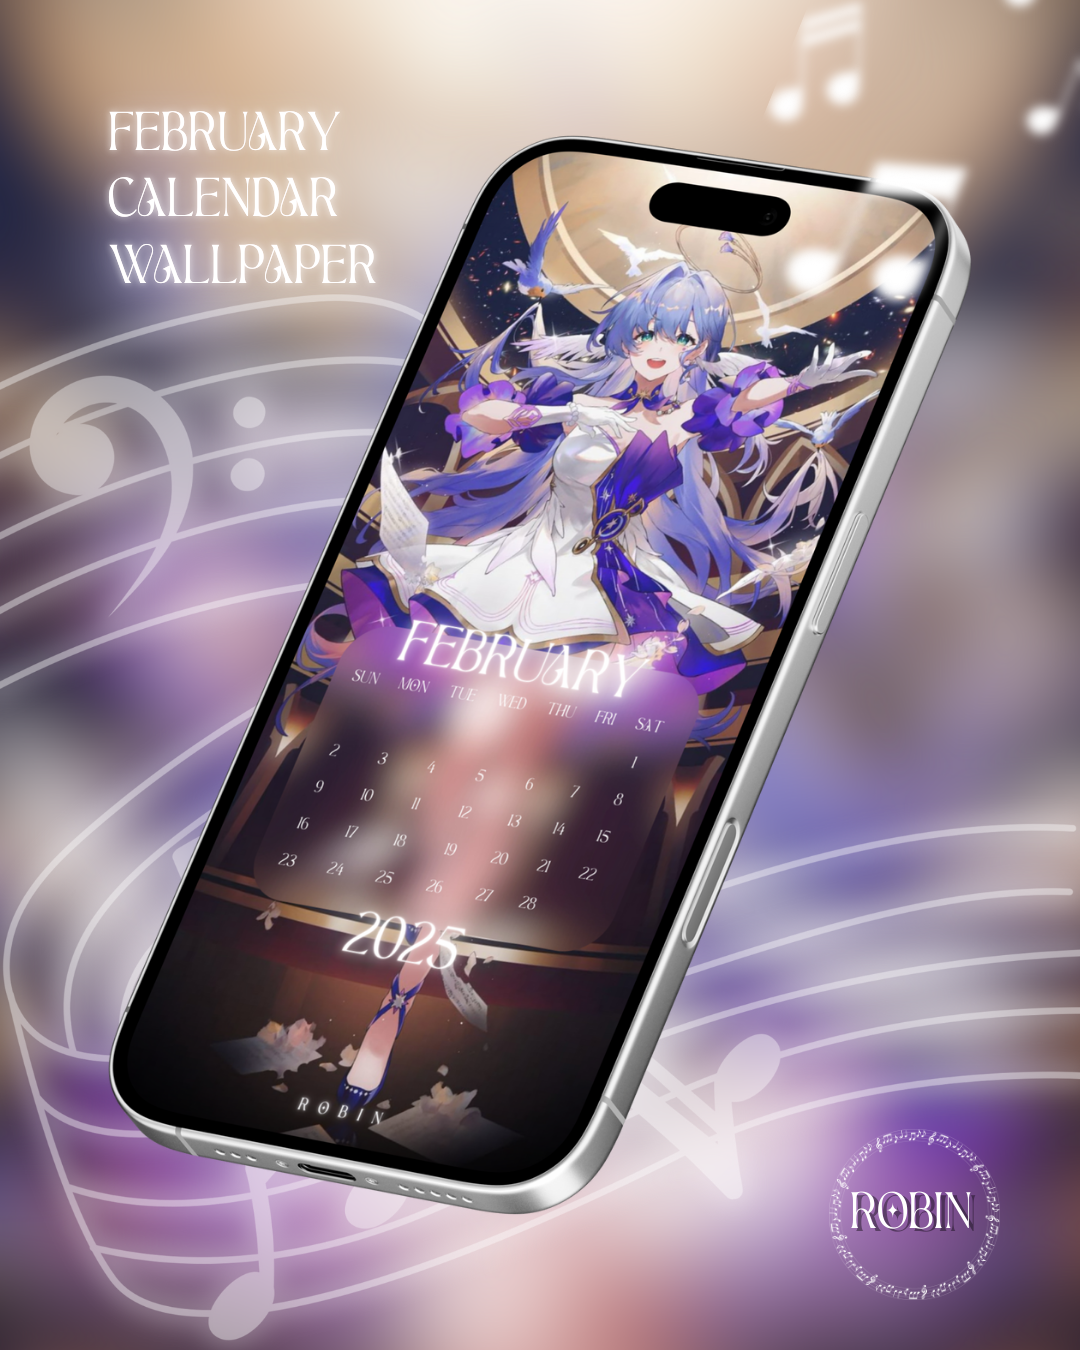 FEBRUARY
CALENDAR
WALLPAPER
FEBRUARY
SUN MON TUE WED THU FRI SAT
1
2 3 4 5 6 7 8
9 10 11 12 13 14 15
16 17 18 19 20 21 22
23 24 25 26 27 28
2025
ROBIN
ROBIN